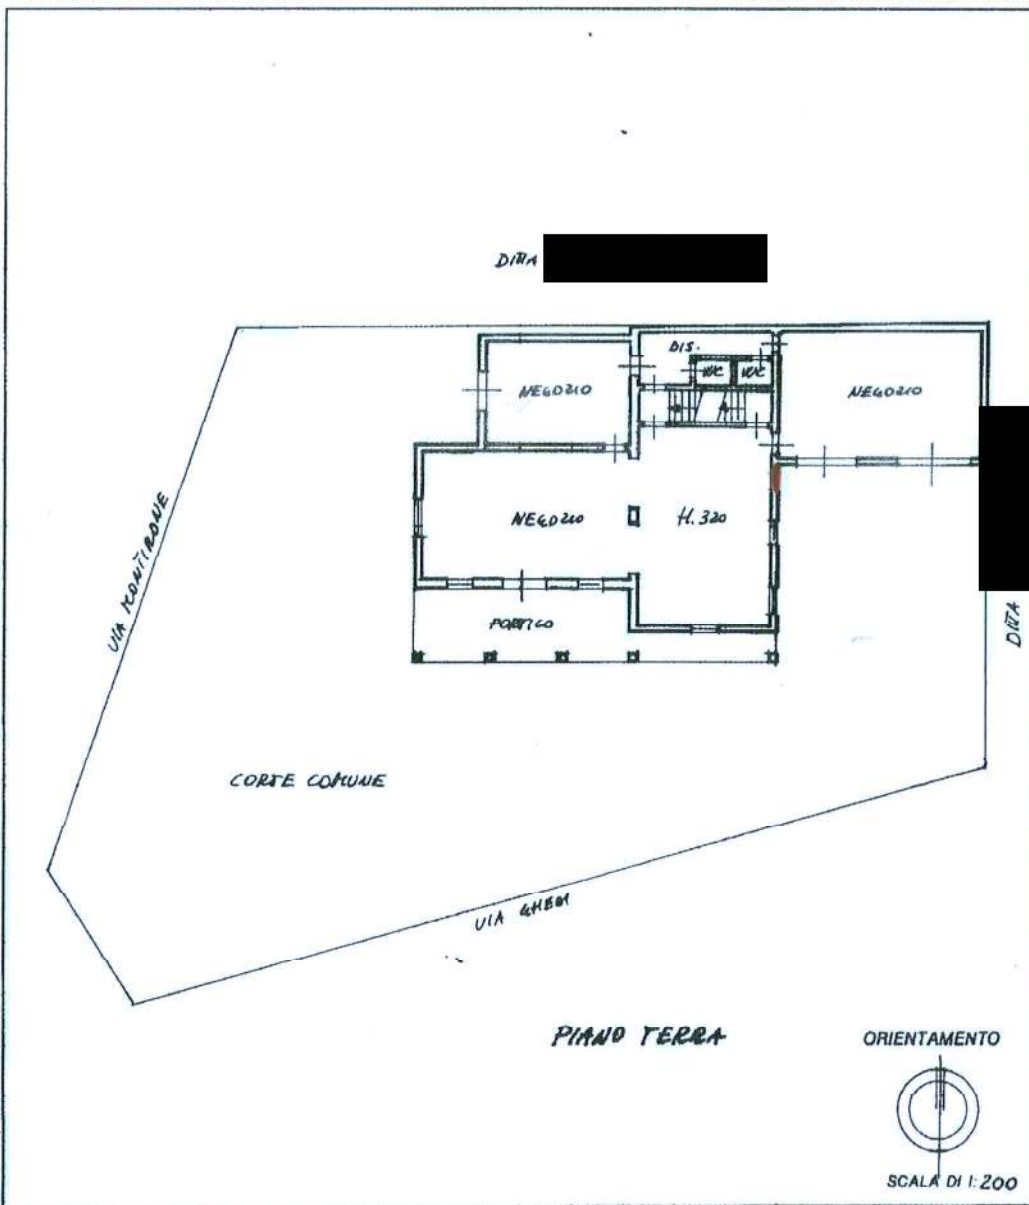 DITTA
DIS.
WC WC
NEGOZIO
NEGOZIO
NEGOZIO
H. 320
PORTICO
VIA MONTIRONE
DITTA
CORTE COMUNE
VIA GHEDI
PIANO TERRA
ORIENTAMENTO
SCALA DI 1:200